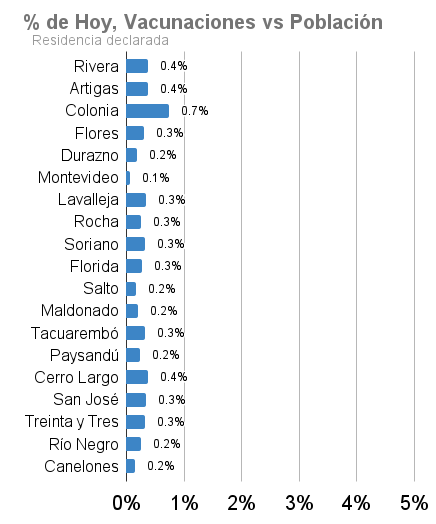 % de Hoy, Vacunaciones vs Población
Residencia declarada
Rivera 0.4%
Artigas 0.4%
Colonia 0.7%
Flores 0.3%
Durazno 0.2%
Montevideo 0.1%
Lavalleja 0.3%
Rocha 0.3%
Soriano 0.3%
Florida 0.3%
Salto 0.2%
Maldonado 0.2%
Tacuarembó 0.3%
Paysandú 0.2%
Cerro Largo 0.4%
San José 0.3%
Treinta y Tres 0.3%
Río Negro 0.2%
Canelones 0.2%
0% 1% 2% 3% 4% 5%